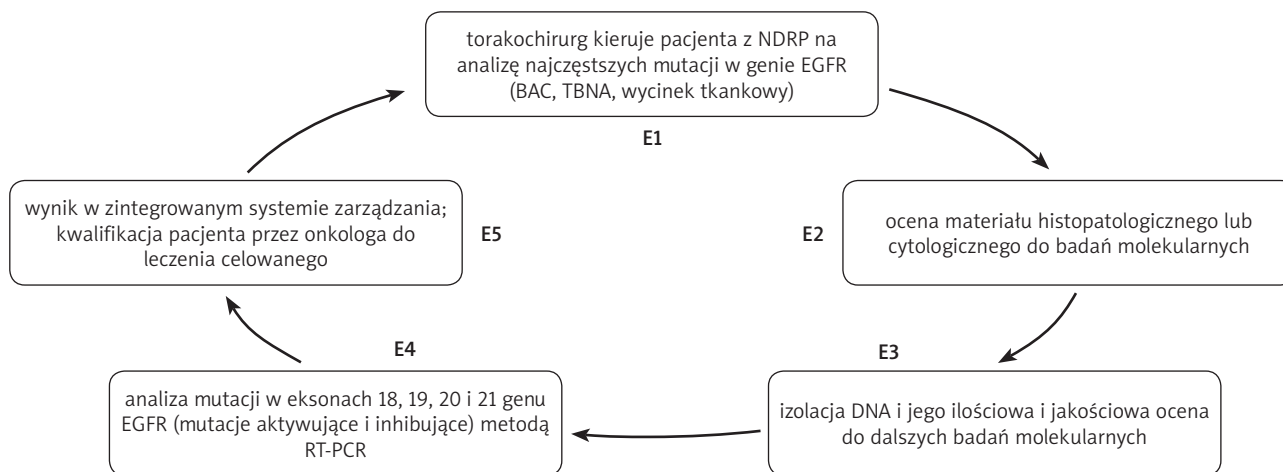 torakochirurg kieruje pacjenta z NDRP na
analizę najczęstszych mutacji w genie EGFR
(BAC, TBNA, wycinek tkankowy)
E1
wynik w zintegrowanym systemie zarządzania;
kwalifikacja pacjenta przez onkologa do
leczenia celowanego
E5
E2
ocena materiału histopatologicznego lub
cytologicznego do badań molekularnych
E4
E3
analiza mutacji w eksonach 18, 19, 20 i 21 genu
EGFR (mutacje aktywujące i inhibujące) metodą
RT-PCR
izolacja DNA i jego ilościowa i jakościowa ocena
do dalszych badań molekularnych